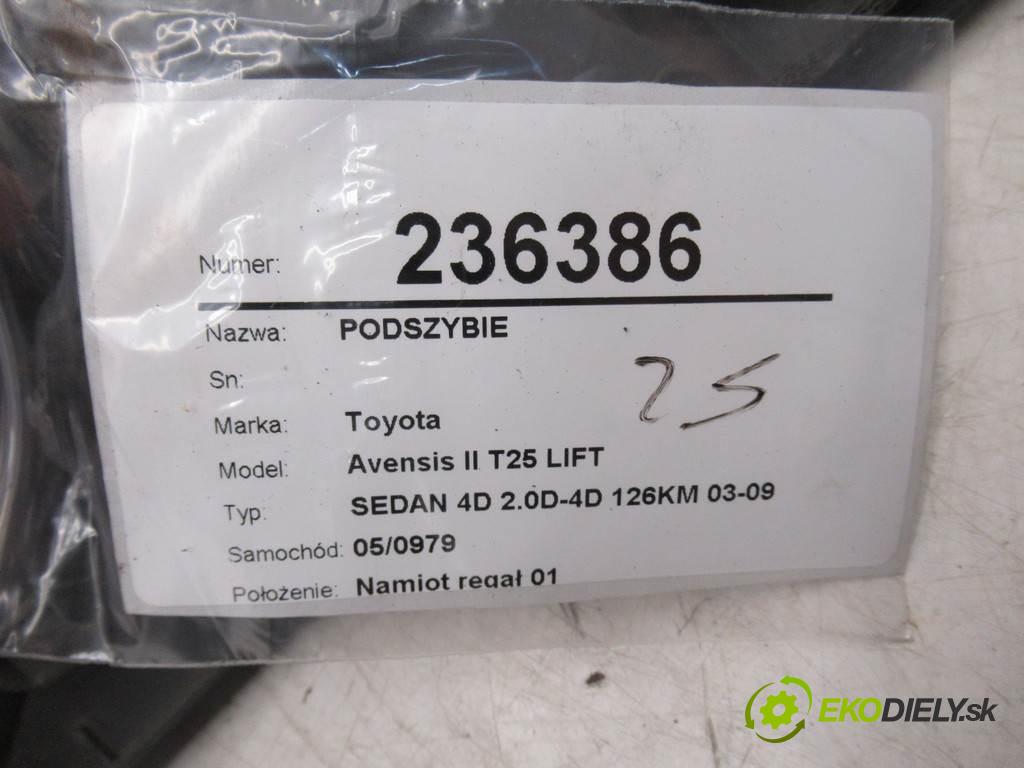 Numer: 236386
Nazwa: PODSZYBIE
Sn:
25
Marka: Toyota
Model: Avensis II T25 LIFT
Typ: SEDAN 4D 2.0D-4D 126KM 03-09
Samochód: 05/0979
Położenie: Namiot regał 01
EKODIELY.sk